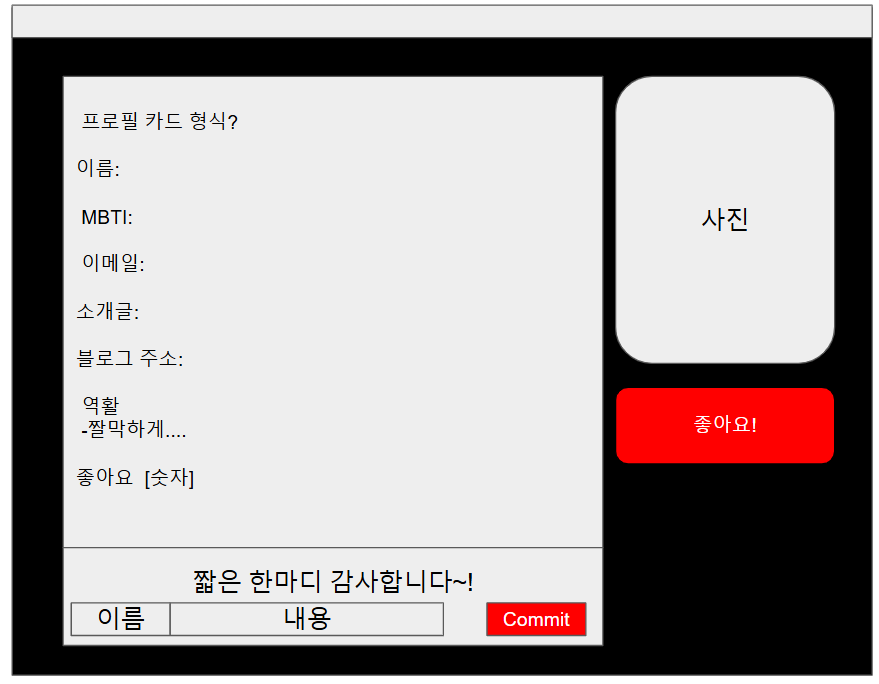 프로필 카드 형식?
이름:
MBTI:
이메일:
소개글:
블로그 주소:
역활
-짤막하게....
좋아요 [숫자]
사진
좋아요!
짧은 한마디 감사합니다~!
이름 내용 Commit